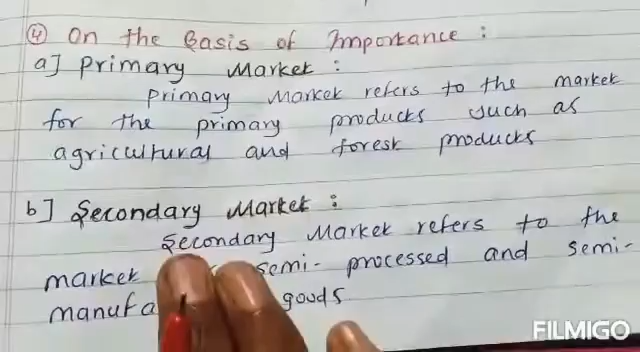 ④ On the Basis of Importance :
a] Primary Market :
Primary Market refers to the market
for the primary products such as
agricultural and forest products
b] Secondary Market :
Secondary Market refers to the
market semi- processed and semi-
manufa goods
FILMIGO